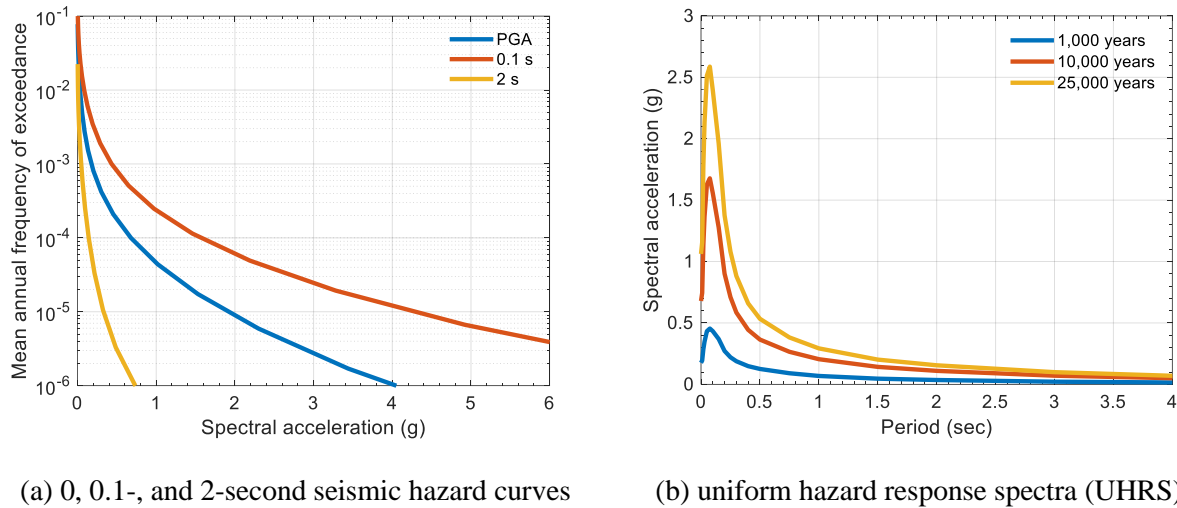 10^-1
10^-2
10^-3
10^-4
10^-5
10^-6
Mean annual frequency of exceedance
PGA
0.1 s
2 s
0 1 2 3 4 5 6
Spectral acceleration (g)
(a) 0, 0.1-, and 2-second seismic hazard curves
3
2.5
2
1.5
1
0.5
0
Spectral acceleration (g)
1,000 years
10,000 years
25,000 years
0 0.5 1 1.5 2 2.5 3 3.5 4
Period (sec)
(b) uniform hazard response spectra (UHRS)